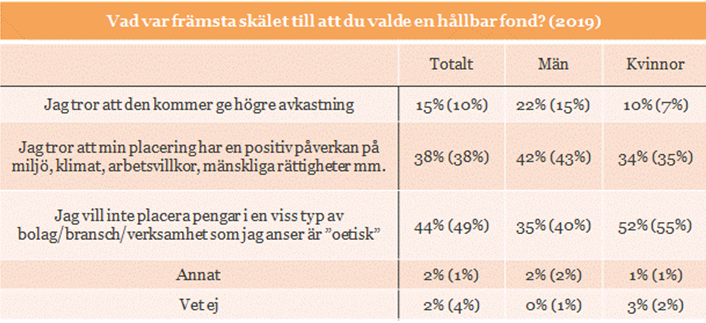 Vad var främsta skälet till att du valde en hållbar fond? (2019)
Totalt Män Kvinnor
Jag tror att den kommer ge högre avkastning 15% (10%) 22% (15%) 10% (7%)
Jag tror att min placering har en positiv påverkan på
miljö, klimat, arbetsvillkor, mänskliga rättigheter mm. 38% (38%) 42% (43%) 34% (35%)
Jag vill inte placera pengar i en viss typ av
bolag/bransch/verksamhet som jag anser är ”oetisk” 44% (49%) 35% (40%) 52% (55%)
Annat 2% (1%) 2% (2%) 1% (1%)
Vet ej 2% (4%) 0% (1%) 3% (2%)